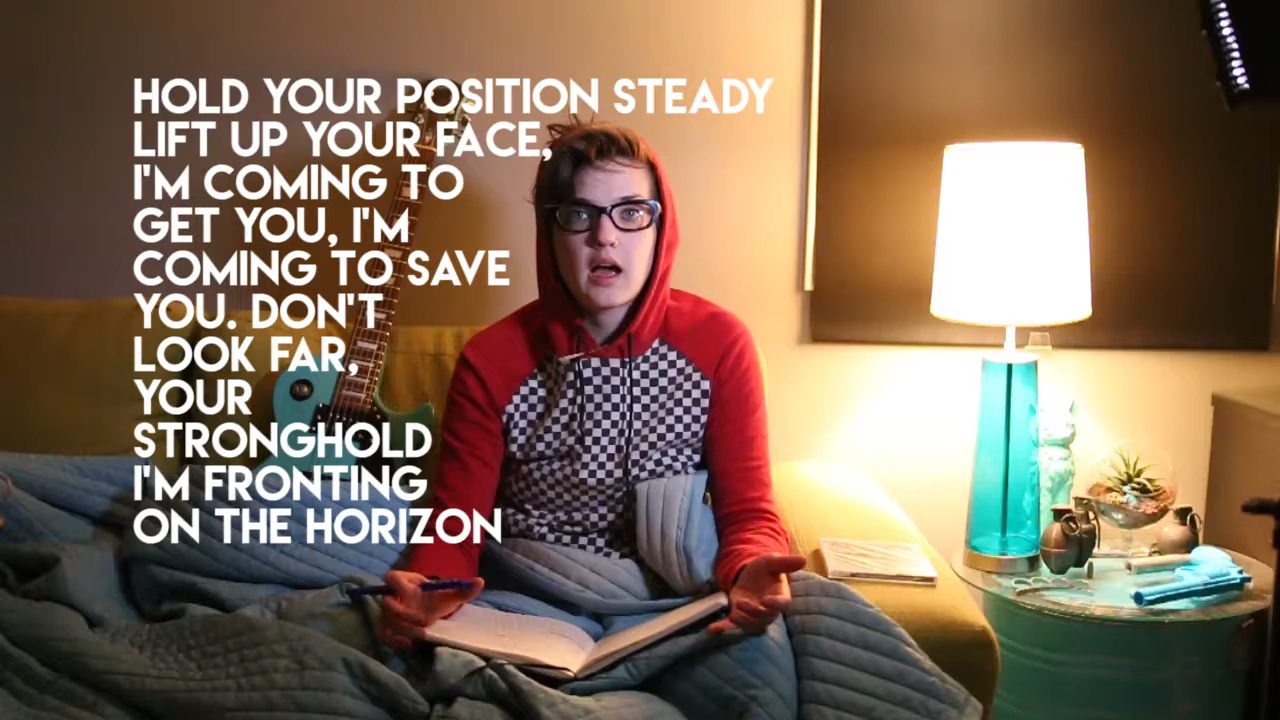 HOLD YOUR POSITION STEADY
LIFT UP YOUR FACE,
I'M COMING TO
GET YOU, I'M
COMING TO SAVE
YOU. DON'T
LOOK FAR,
YOUR
STRONGHOLD
I'M FRONTING
ON THE HORIZON